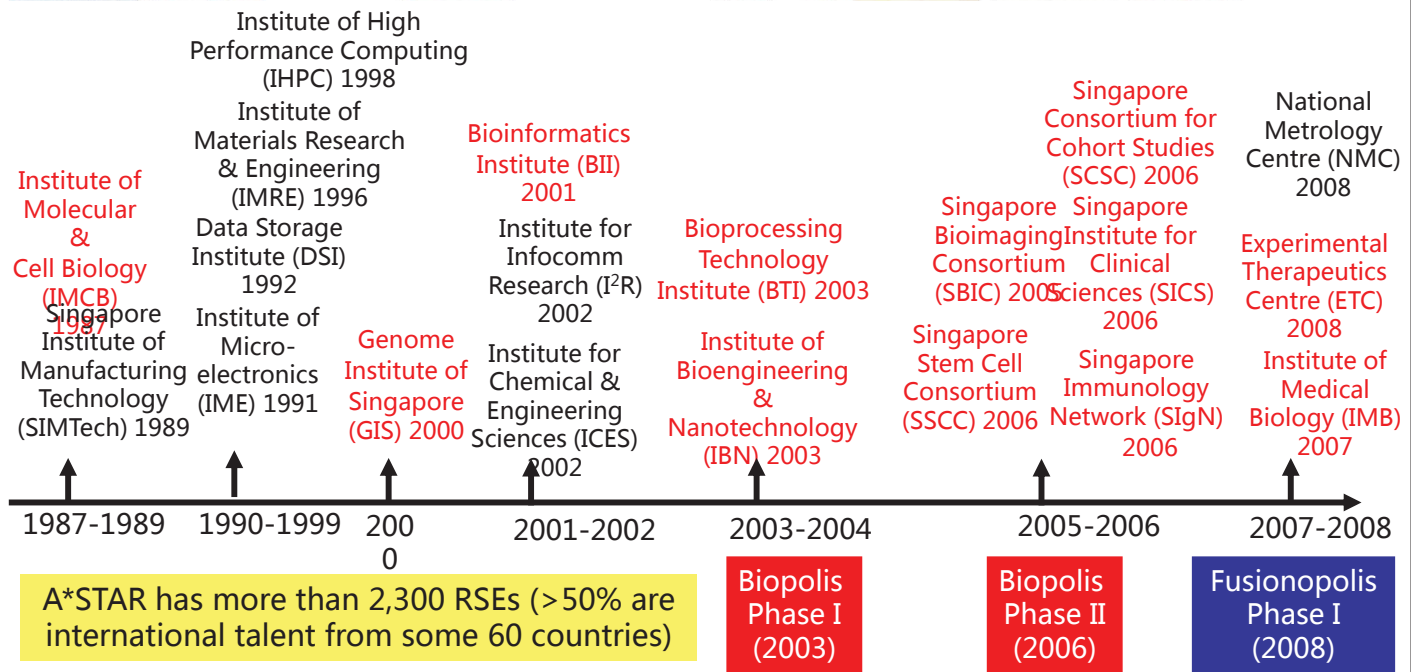 Institute of High
Performance Computing
(IHPC) 1998
Institute of
Materials Research
& Engineering
(IMRE) 1996
Data Storage
Institute (DSI)
1992
Institute of
Micro-
electronics
(IME) 1991
Institute of
Molecular
&
Cell Biology
(IMCB)
1987
Singapore
Institute of
Manufacturing
Technology
(SIMTech) 1989
Genome
Institute of
Singapore
(GIS) 2000
Bioinformatics
Institute (BII)
2001
Institute for
Infocomm
Research (I²R)
2002
Institute for
Chemical &
Engineering
Sciences (ICES)
2002
Bioprocessing
Technology
Institute (BTI) 2003
Institute of
Bioengineering
&
Nanotechnology
(IBN) 2003
Singapore
Bioimaging
Consortium
(SBIC) 2005
Singapore
Stem Cell
Consortium
(SSCC) 2006
Singapore
Consortium for
Cohort Studies
(SCSC) 2006
Singapore
Institute for
Clinical
Sciences (SICS)
2006
Singapore
Immunology
Network (SIgN)
2006
National
Metrology
Centre (NMC)
2008
Experimental
Therapeutics
Centre (ETC)
2008
Institute of
Medical
Biology (IMB)
2007
1987-1989
1990-1999
200
0
2001-2002
2003-2004
2005-2006
2007-2008
A*STAR has more than 2,300 RSEs (>50% are
international talent from some 60 countries)
Biopolis
Phase I
(2003)
Biopolis
Phase II
(2006)
Fusionopolis
Phase I
(2008)